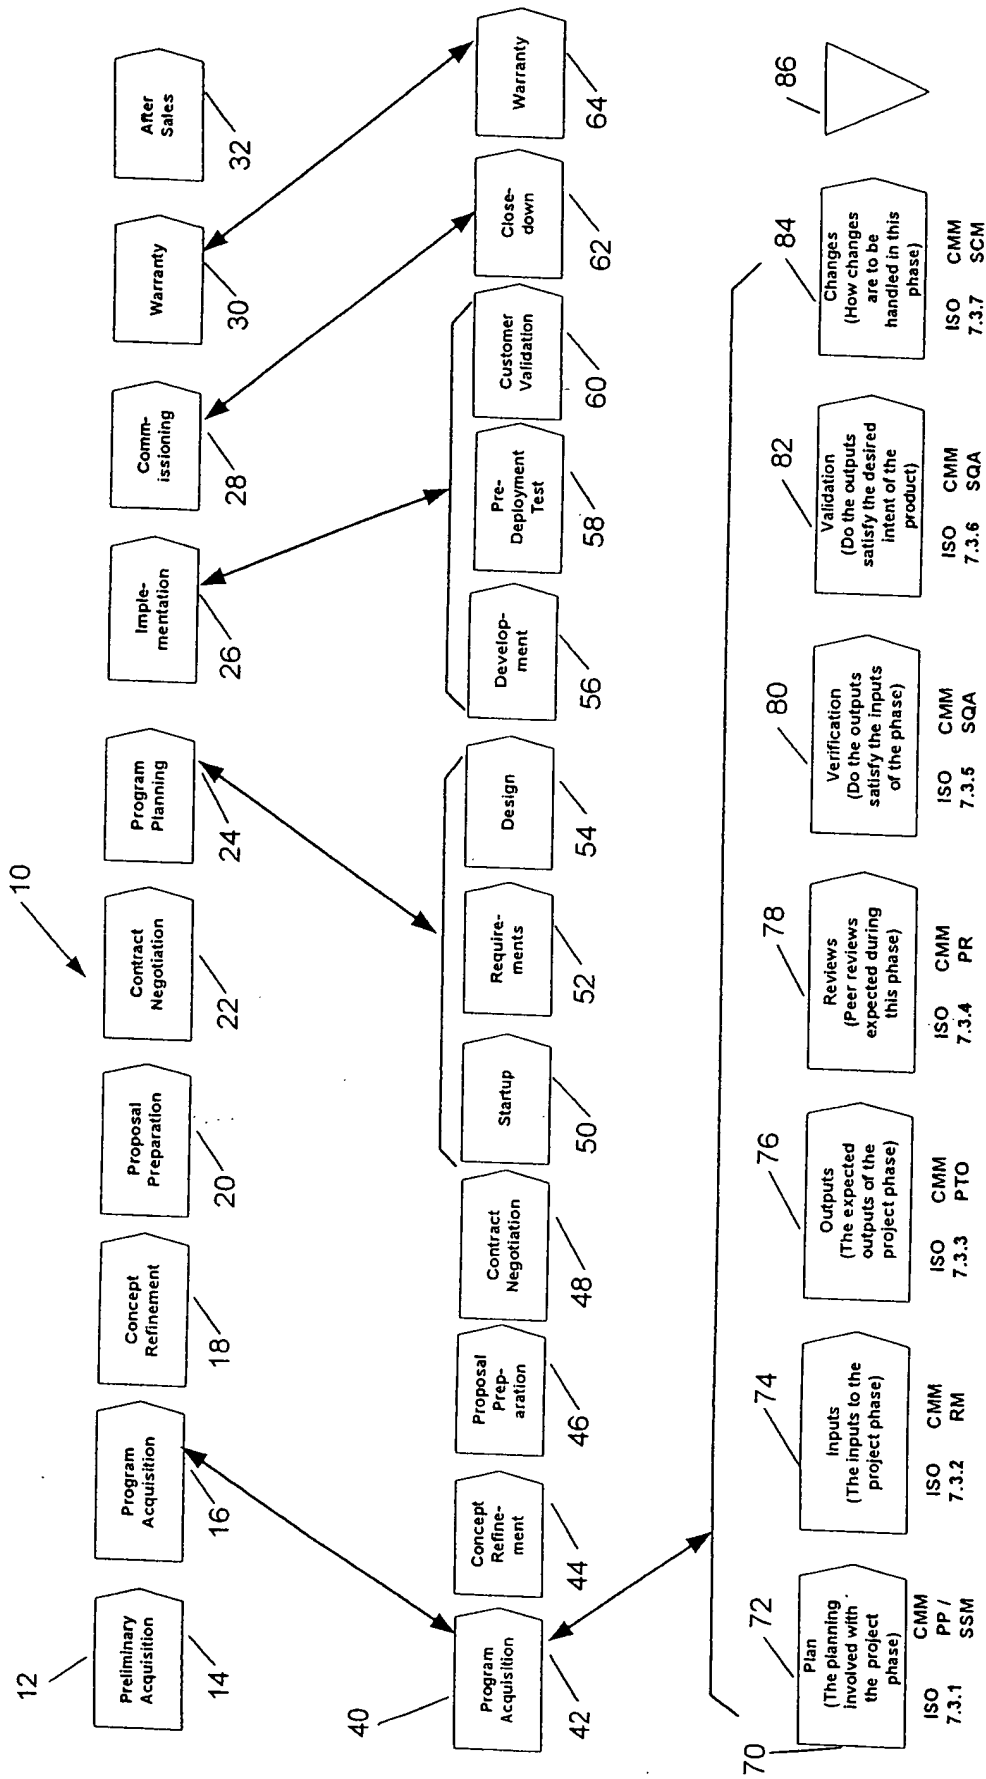 10
12
Preliminary
Acquisition
14
Program
Acquisition
16
Concept
Refinement
18
Proposal
Preparation
20
Contract
Negotiation
22
Program
Planning
24
Imple-
mentation
26
Comm-
issioning
28
Warranty
30
After
Sales
32
40
Program
Acquisition
42
Concept
Refine-
ment
44
Proposal
Prep-
aration
46
Contract
Negotiation
48
Startup
50
Require-
ments
52
Design
54
Develop-
ment
56
Pre-
Deployment
Test
58
Customer
Validation
60
Close-
down
62
Warranty
64
70
72
Plan
(The planning
involved with
the project
phase)
ISO
7.3.1
CMM
PP /
SSM
74
Inputs
(The inputs to the
project phase)
ISO
7.3.2
CMM
RM
76
Outputs
(The expected
outputs of the
project phase)
ISO
7.3.3
CMM
PTO
78
Reviews
(Peer reviews
expected during
this phase)
ISO
7.3.4
CMM
PR
80
Verification
(Do the outputs
satisfy the inputs
of the phase)
ISO
7.3.5
CMM
SQA
82
Validation
(Do the outputs
satisfy the desired
intent of the
product)
ISO
7.3.6
CMM
SQA
84
Changes
(How changes
are to be
handled in this
phase)
ISO
7.3.7
CMM
SCM
86